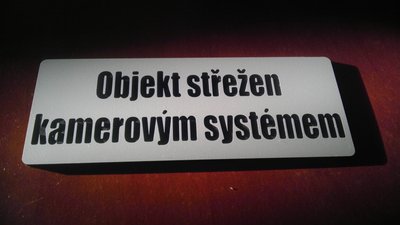 Objekt střežen
kamerovým systémem